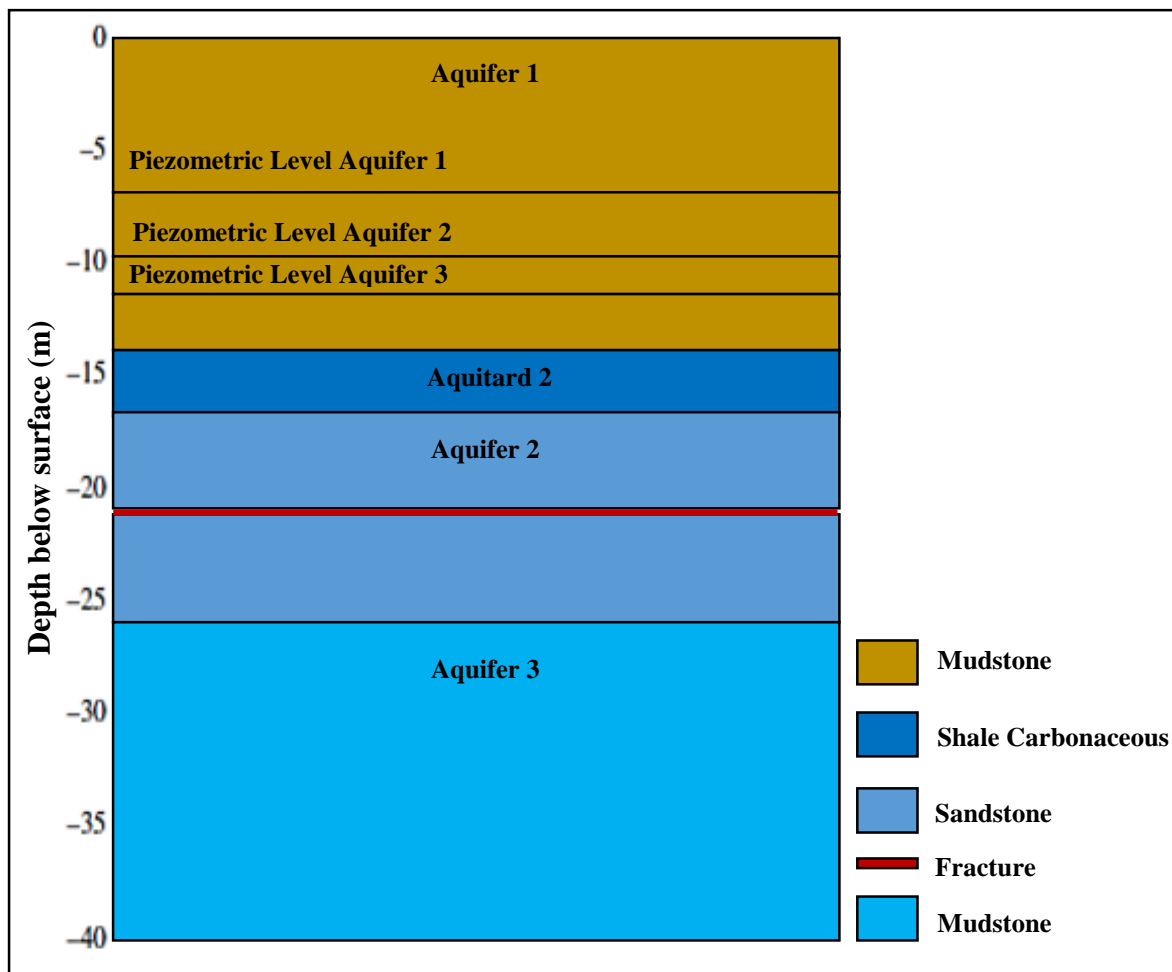 0
Aquifer 1
−5
Piezometric Level Aquifer 1
Piezometric Level Aquifer 2
−10
Piezometric Level Aquifer 3
−15
Aquitard 2
Aquifer 2
−20
−25
Aquifer 3
−30
−35
−40
Depth below surface (m)
Mudstone
Shale Carbonaceous
Sandstone
Fracture
Mudstone